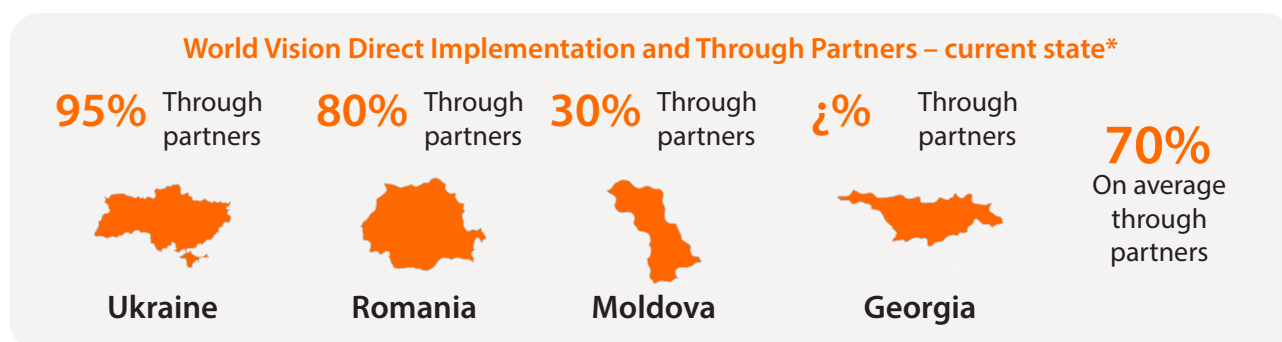 World Vision Direct Implementation and Through Partners – current state*
95% Through
partners
80% Through
partners
30% Through
partners
¿% Through
partners
70%
On average
through
partners
Ukraine
Romania
Moldova
Georgia